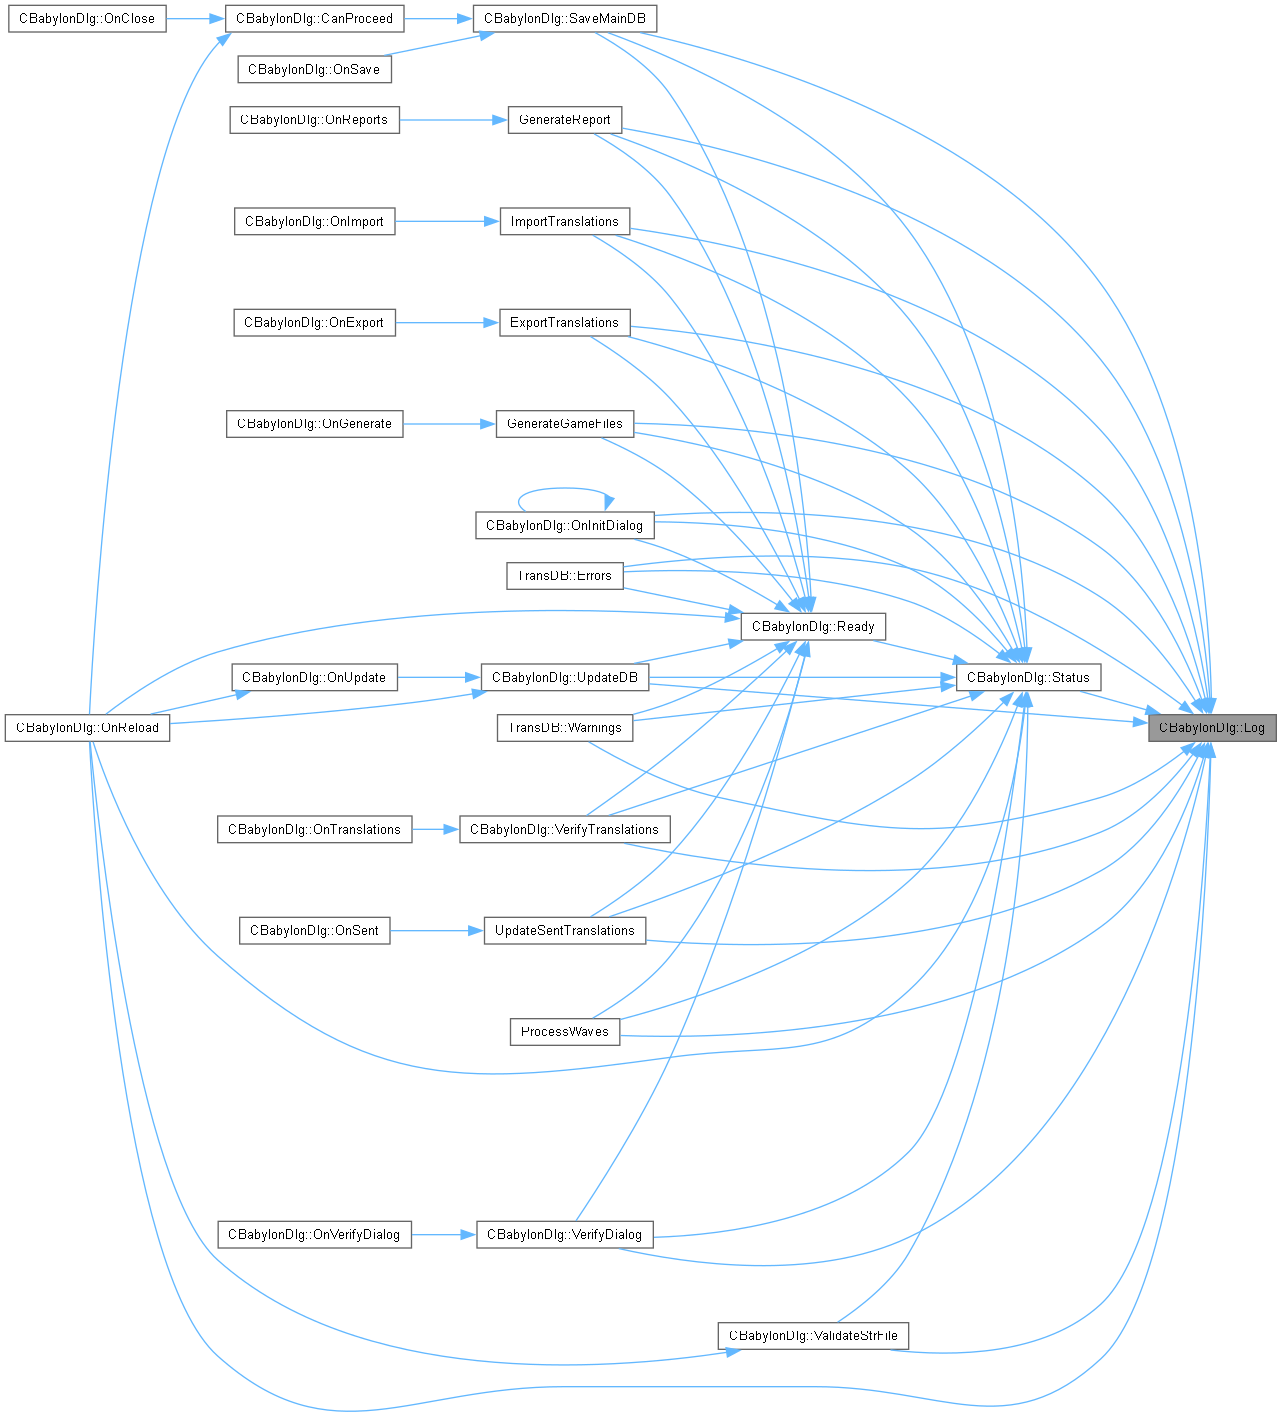 CBabylonDlg::OnClose
CBabylonDlg::CanProceed
CBabylonDlg::SaveMainDB
CBabylonDlg::OnSave
CBabylonDlg::OnReports
GenerateReport
CBabylonDlg::OnImport
ImportTranslations
CBabylonDlg::OnExport
ExportTranslations
CBabylonDlg::OnGenerate
GenerateGameFiles
CBabylonDlg::OnInitDialog
TransDB::Errors
CBabylonDlg::Ready
CBabylonDlg::OnUpdate
CBabylonDlg::UpdateDB
CBabylonDlg::Status
CBabylonDlg::OnReload
TransDB::Warnings
CBabylonDlg::Log
CBabylonDlg::OnTranslations
CBabylonDlg::VerifyTranslations
CBabylonDlg::OnSent
UpdateSentTranslations
ProcessWaves
CBabylonDlg::OnVerifyDialog
CBabylonDlg::VerifyDialog
CBabylonDlg::ValidateStrFile